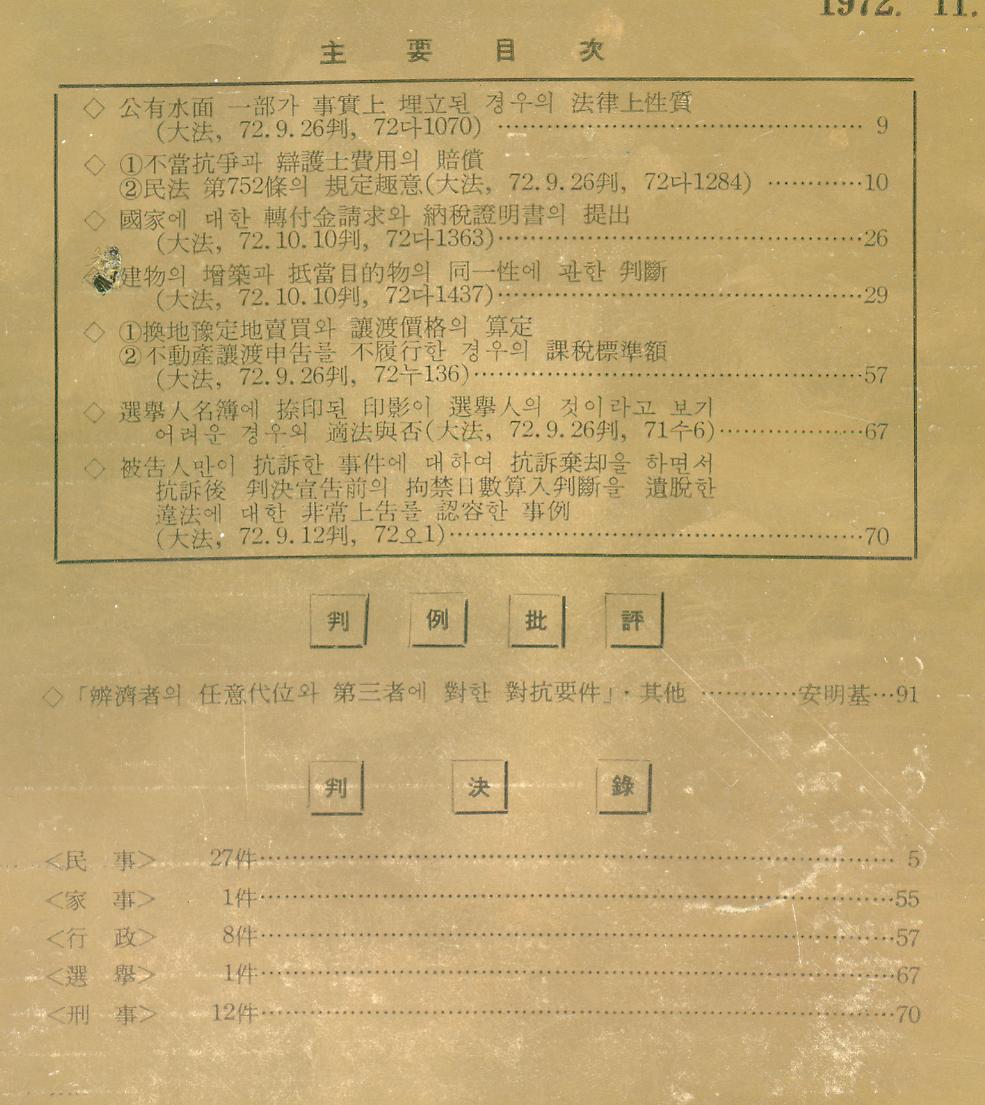 1972. 11.
主 要 目 次
◇ 公有水面 一部가 事實上 埋立된 경우의 法律上性質
(大法, 72.9.26判, 72다1070) ……………………………… 9
◇ ①不當抗爭과 辯護士費用의 賠償
②民法 第752條의 規定趣意(大法, 72.9.26判, 72다1284) …………10
◇ 國家에 대한 轉付金請求와 納稅證明書의 提出
(大法, 72.10.10判, 72다1363)………………………………26
◇ 建物의 增築과 抵當目的物의 同一性에 관한 判斷
(大法, 72.10.10判, 72다1437)………………………………29
◇ ①換地豫定地賣買와 讓渡價格의 算定
②不動產讓渡申告를 不履行한 경우의 課稅標準額
(大法, 72.9.26判, 72누136)…………………………………57
◇ 選擧人名簿에 捺印된 印影이 選擧人의 것이라고 보기
어려운 경우의 適法與否(大法, 72.9.26判, 71수6)……………67
◇ 被告人만이 抗訴한 事件에 대하여 抗訴棄却을 하면서
抗訴後 判決宣告前의 拘禁日數算入判斷을 遺脫한
違法에 대한 非常上告를 認容한 事例
(大法, 72.9.12判, 72오1)……………………………………70
判 例 批 評
◇ 「辨濟者의 任意代位와 第三者에 對한 對抗要件」· 其他 …………安明基…91
判 決 錄
<民 事> 27件……………………………………………………… 5
<家 事> 1件………………………………………………………55
<行 政> 8件………………………………………………………57
<選 擧> 1件………………………………………………………67
<刑 事> 12件………………………………………………………70